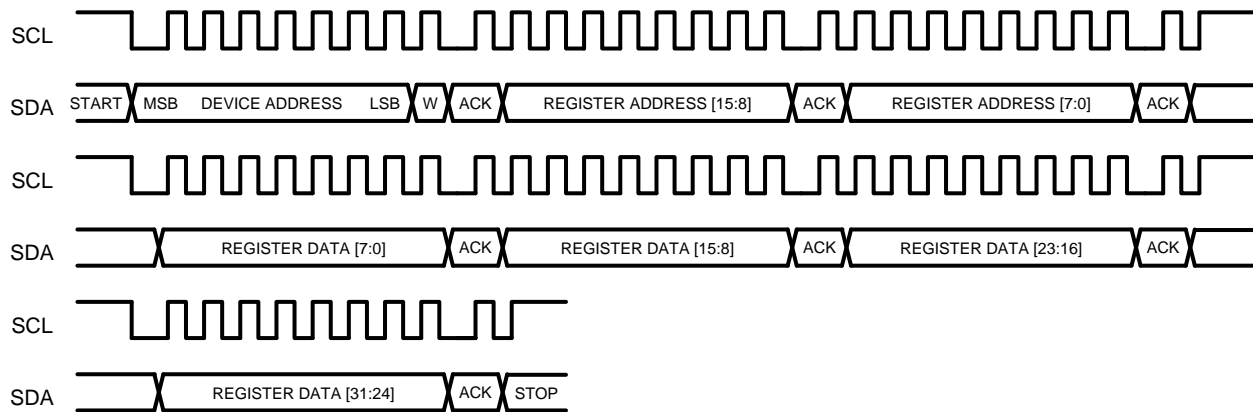 SCL
SDA START MSB DEVICE ADDRESS LSB W ACK REGISTER ADDRESS [15:8] ACK REGISTER ADDRESS [7:0] ACK
SCL
SDA REGISTER DATA [7:0] ACK REGISTER DATA [15:8] ACK REGISTER DATA [23:16] ACK
SCL
SDA REGISTER DATA [31:24] ACK STOP